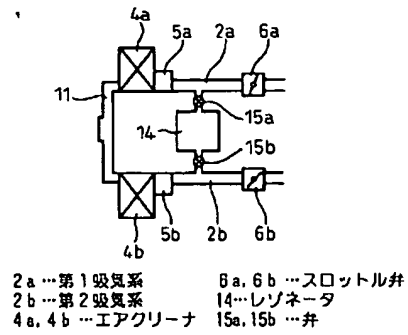 4a
5a
2a
6a
11
15a
14
15b
4b
5b
2b
6b
2a…第1吸気系
2b…第2吸気系
4a,4b…エアクリーナ
6a,6b…スロットル弁
14…レゾネータ
15a,15b…弁